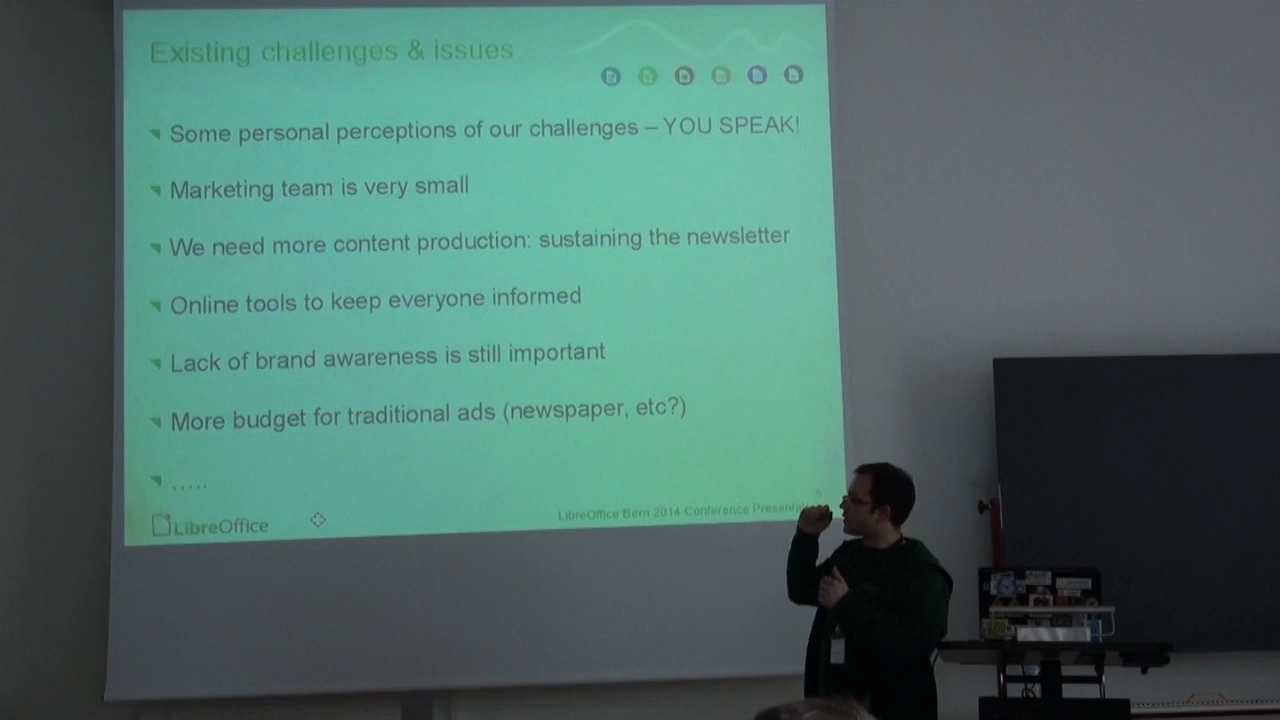 Existing challenges & issues
Some personal perceptions of our challenges – YOU SPEAK!
Marketing team is very small
We need more content production: sustaining the newsletter
Online tools to keep everyone informed
Lack of brand awareness is still important
More budget for traditional ads (newspaper, etc?)
.....
LibreOffice
LibreOffice Bern 2014 Conference